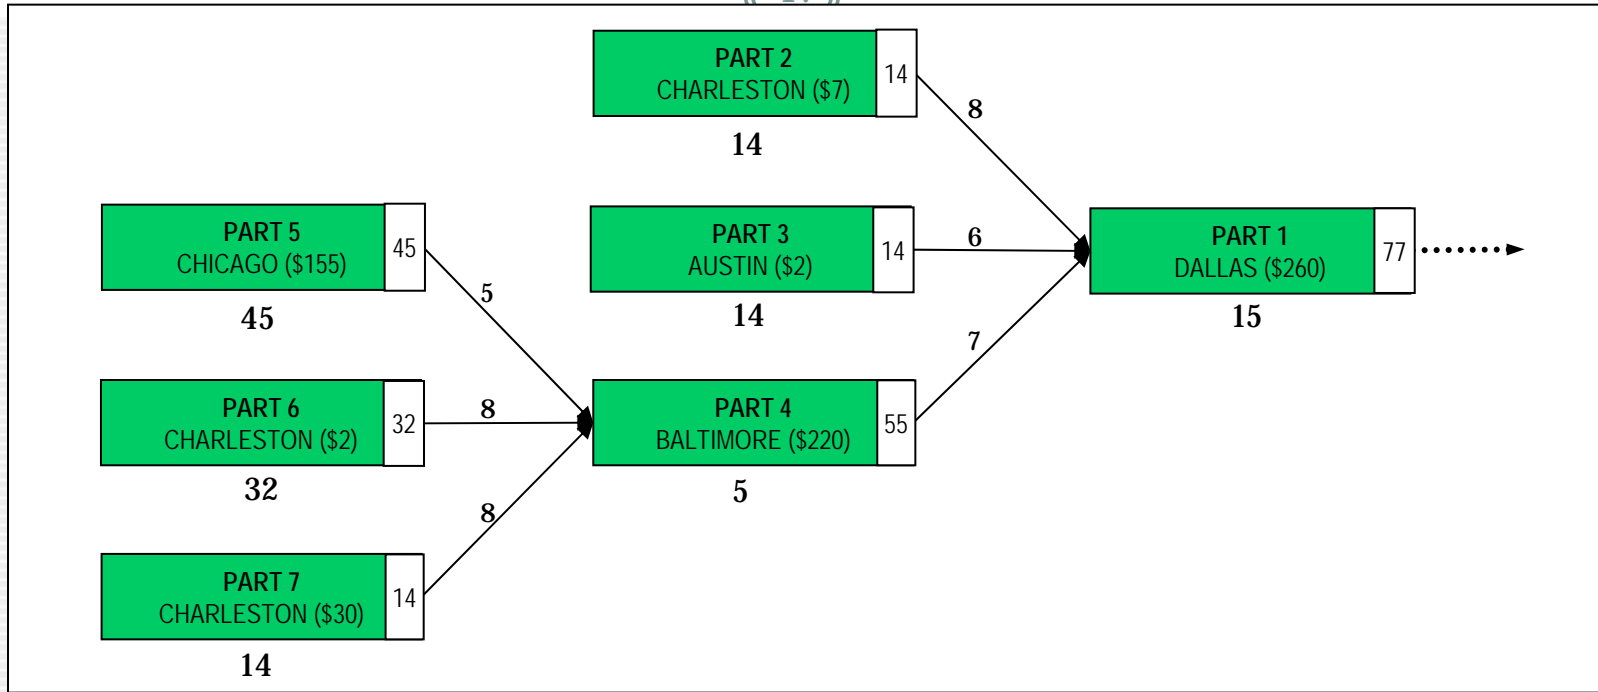 PART 2
CHARLESTON ($7)
14
8
14
PART 5
CHICAGO ($155)
45
5
45
PART 3
AUSTIN ($2)
14
6
14
PART 1
DALLAS ($260)
77
15
7
PART 6
CHARLESTON ($2)
32
8
32
PART 4
BALTIMORE ($220)
55
5
8
PART 7
CHARLESTON ($30)
14
14